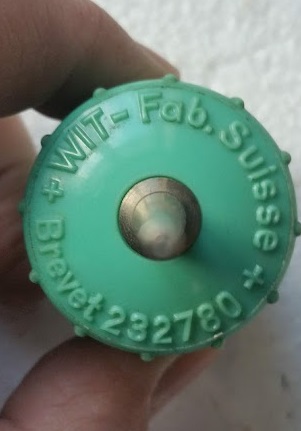 + WIT-Fab. Suisse +
Brevet 232780